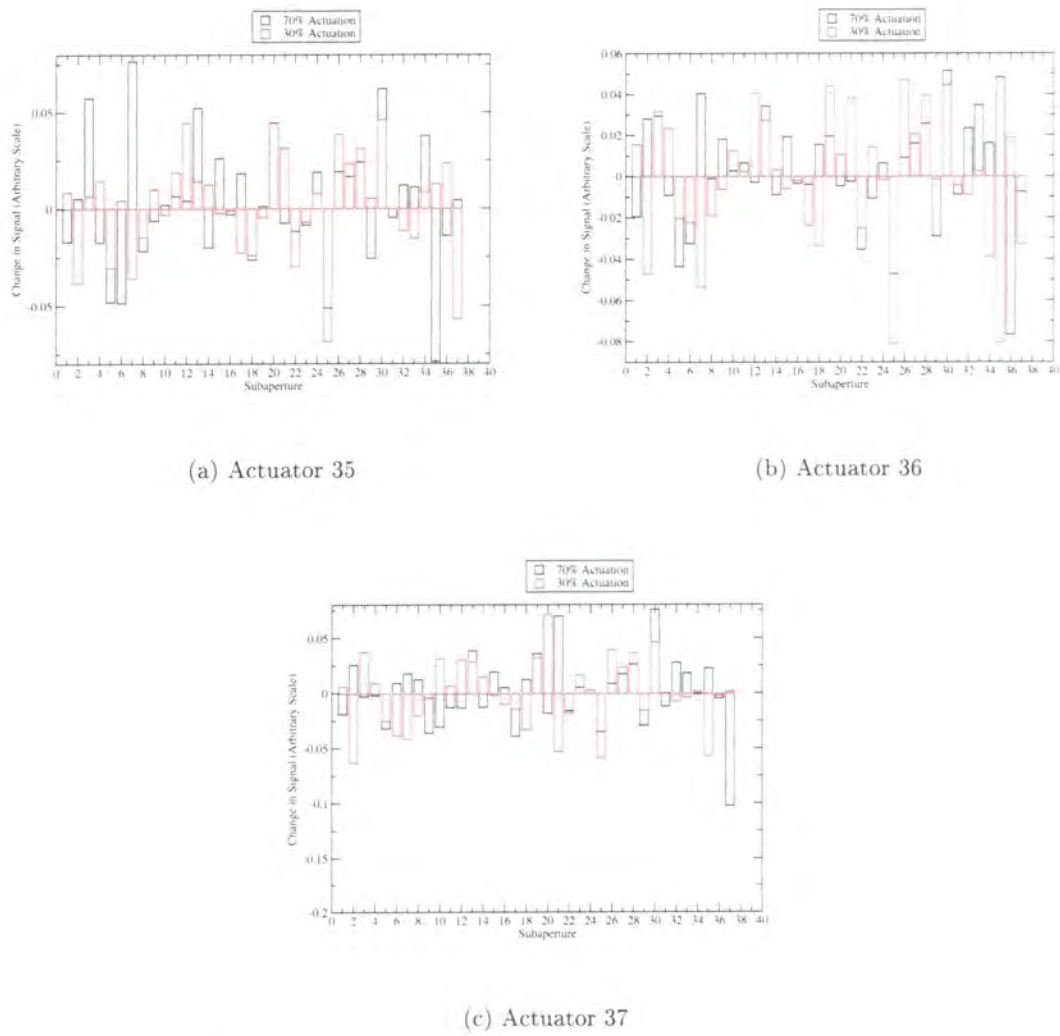 70% Actuation
30% Actuation
70% Actuation
30% Actuation
0.05
0
-0.05
Change in Signal (Arbitrary Scale)
0 2 4 6 8 10 12 14 16 18 20 22 24 26 28 30 32 34 36 38 40
Subaperture
0.06
0.04
0.02
0
-0.02
-0.04
-0.06
-0.08
Change in Signal (Arbitrary Scale)
0 2 4 6 8 10 12 14 16 18 20 22 24 26 28 30 32 34 36 38 40
Subaperture
(a) Actuator 35
(b) Actuator 36
70% Actuation
30% Actuation
0.05
0
-0.05
-0.1
0.15
-0.2
Change in Signal (Arbitrary Scale)
2 4 6 8 10 12 14 16 18 20 22 24 26 28 30 32 34 36 38 40
Subaperture
(c) Actuator 37